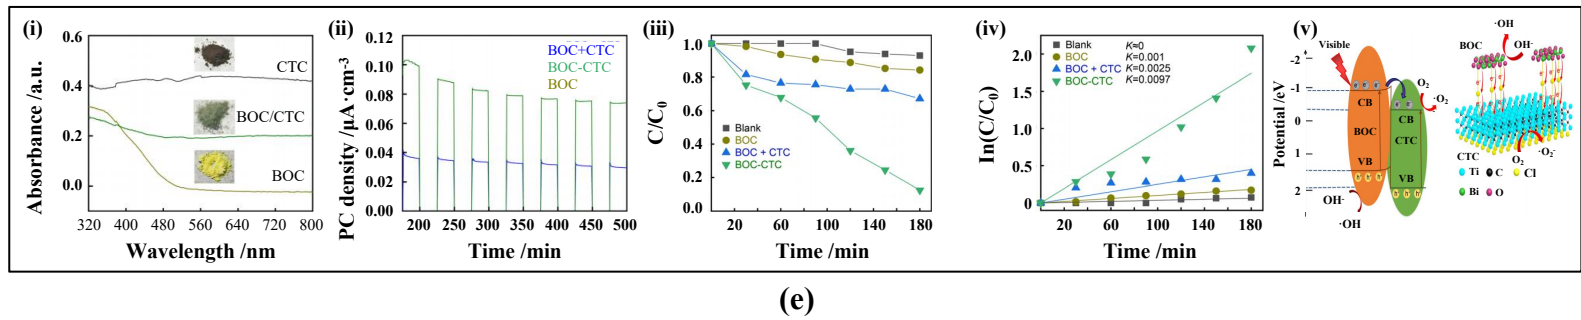 (i)
(ii)
(iii)
(iv)
(v)
Absorbance /a.u.
0.6
0.4
0.2
0.0
CTC
BOC/CTC
BOC
320 400 480 560 640 720 800
Wavelength /nm
PC density /μA·cm-3
0.12
0.10
0.08
0.06
0.04
0.02
0.00
BOC+CTC
BOC-CTC
BOC
200 250 300 350 400 450 500
Time /min
C/C0
1.0
0.8
0.6
0.4
0.2
0.0
Blank
BOC
BOC + CTC
BOC-CTC
20 60 100 140 180
Time /min
In(C/C0)
2.0
1.5
1.0
0.5
0
Blank K≈0
BOC K=0.001
BOC + CTC K=0.0025
BOC-CTC K=0.0097
20 60 100 140 180
Time /min
Potential /eV
-2
-1
0
1
2
Visible
CB
BOC
VB
CB
CTC
VB
O2
·O2
OH-
·OH
·OH
BOC
OH-
CTC
O2
·O2-
Ti C Cl
Bi O
(e)